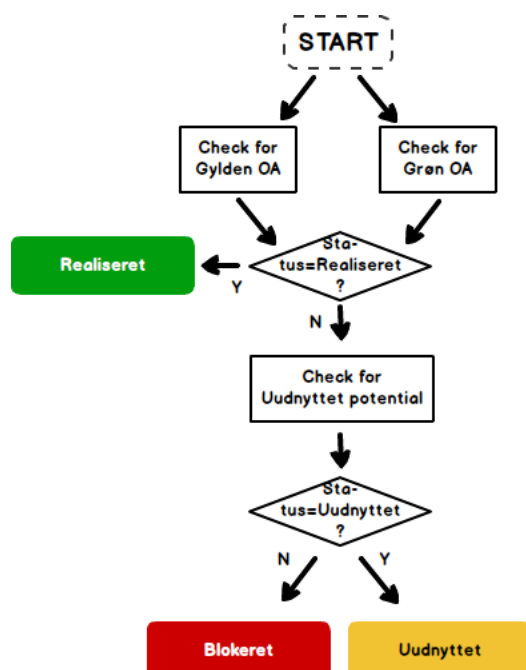 START
Check for
Gylden OA
Check for
Grøn OA
Sta-
tus=Realiseret
?
Realiseret
Y
N
Check for
Uudnyttet potential
Sta-
tus=Uudnyttet
?
N
Y
Blokeret
Uudnyttet